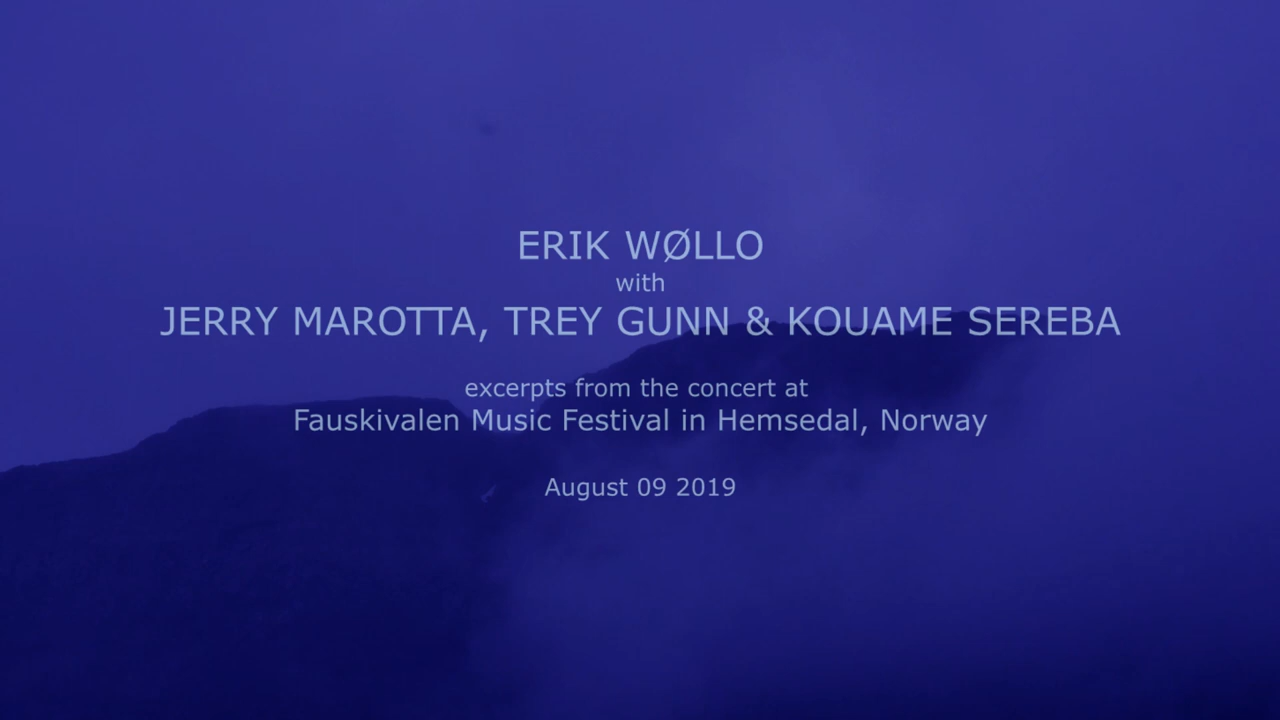 ERIK WØLLO
with
JERRY MAROTTA, TREY GUNN & KOUAME SEREBA
excerpts from the concert at
Fauskivalen Music Festival in Hemsedal, Norway
August 09 2019